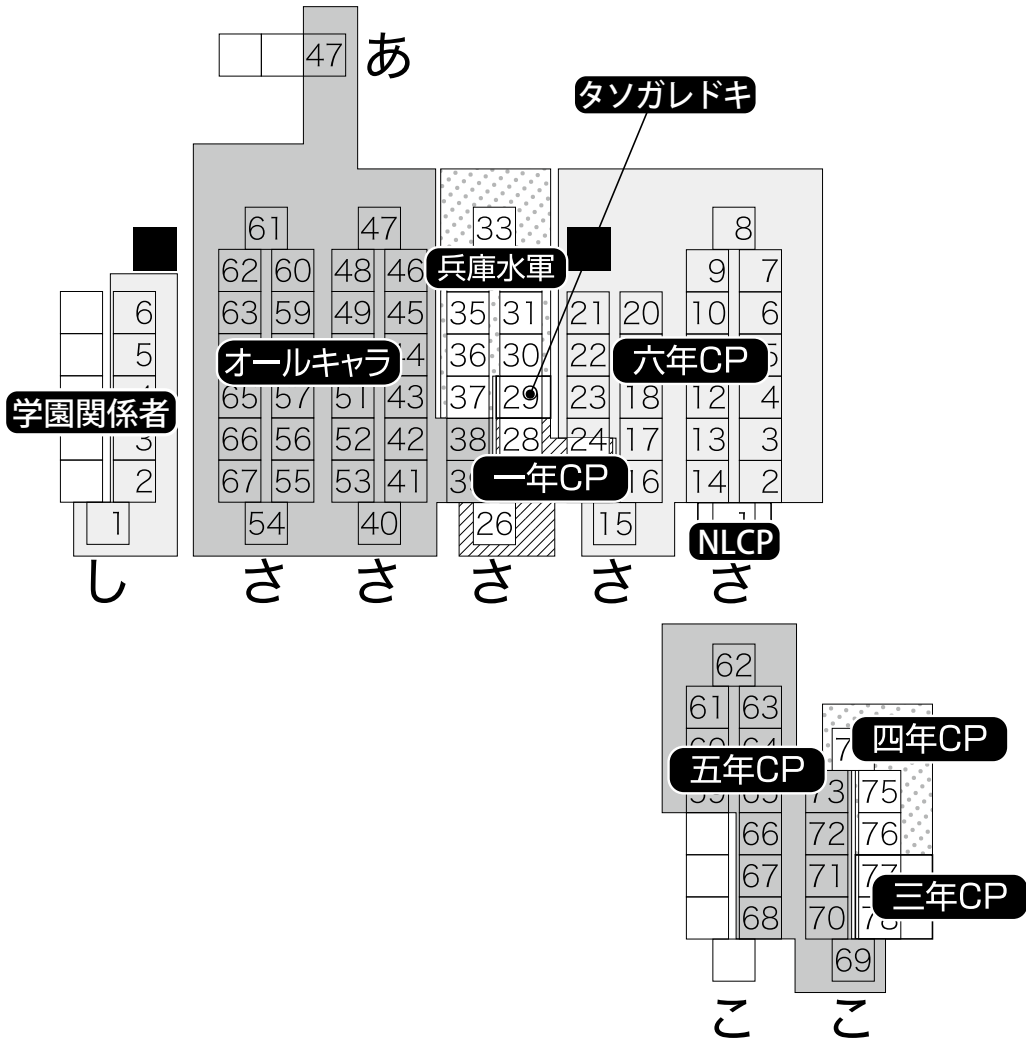 47 あ
タソガレドキ
61 47 33 8
兵庫水軍
62 60 48 46 9 7
6 63 59 49 45 35 31 21 20 10 6
5 オールキャラ 36 30 22 六年CP
学園関係者 65 57 51 43 37 29 23 18 12 4
3 66 56 52 42 38 28 24 17 13 3
2 67 55 53 41 一年CP 16 14 2
1 54 40 26 15 1
NLCP
し さ さ さ さ さ
62
61 63
四年CP
五年CP
73 75
66 72 76
67 71 77
三年CP
68 70 78
69
こ こ